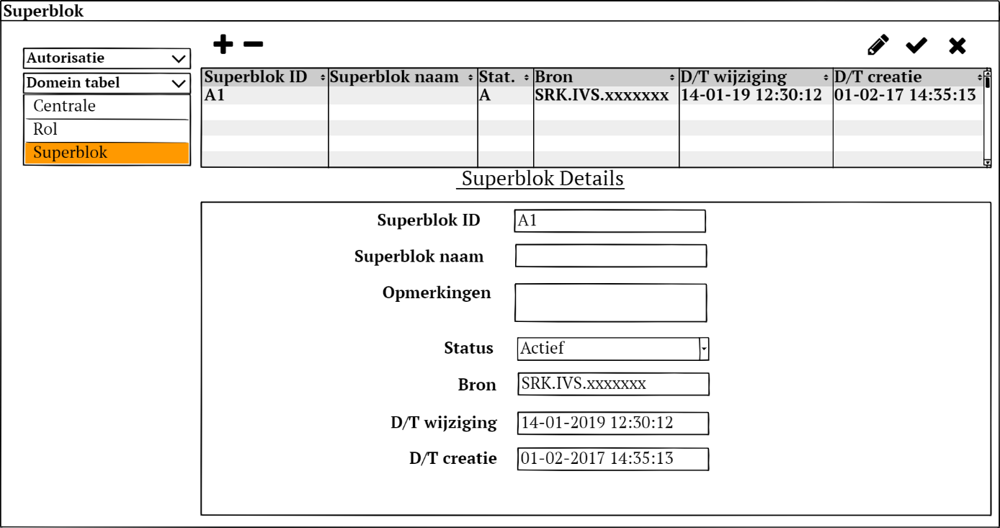 Superblok
Autorisatie
Domein tabel
Centrale
Rol
Superblok
Superblok ID Superblok naam Stat. Bron D/T wijziging D/T creatie
A1 A SRK.IVS.xxxxxxx 14-01-19 12:30:12 01-02-17 14:35:13
Superblok Details
Superblok ID A1
Superblok naam
Opmerkingen
Status Actief
Bron SRK.IVS.xxxxxxx
D/T wijziging 14-01-2019 12:30:12
D/T creatie 01-02-2017 14:35:13